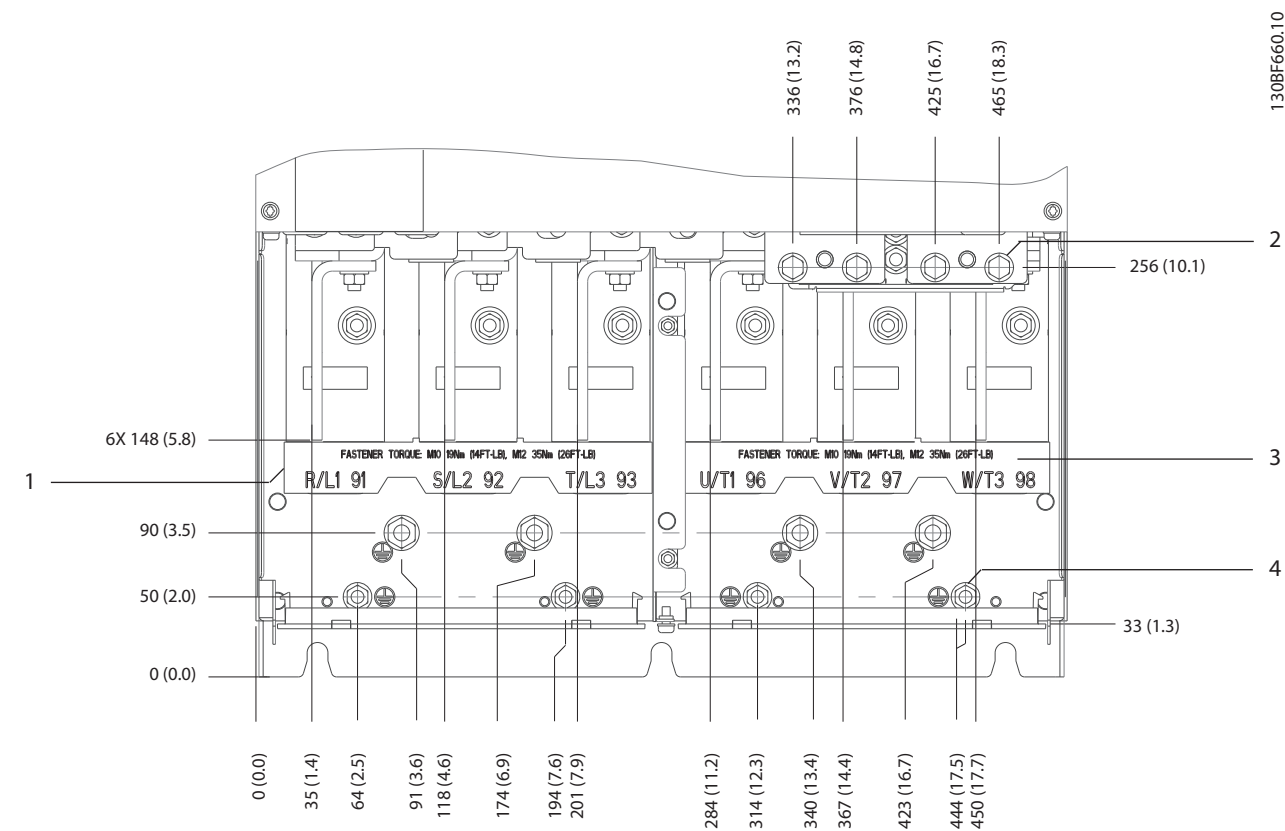 130BF660.10
336 (13.2)
376 (14.8)
425 (16.7)
465 (18.3)
2
256 (10.1)
6X 148 (5.8)
FASTENER TORQUE: M10 19Nm (14FT-LB), M12 35Nm (26FT-LB)
FASTENER TORQUE: M10 19Nm (14FT-LB), M12 35Nm (26FT-LB)
3
1
R/L1 91
S/L2 92
T/L3 93
U/T1 96
V/T2 97
W/T3 98
90 (3.5)
4
50 (2.0)
33 (1.3)
0 (0.0)
0 (0.0)
35 (1.4)
64 (2.5)
91 (3.6)
118 (4.6)
174 (6.9)
194 (7.6)
201 (7.9)
284 (11.2)
314 (12.3)
340 (13.4)
367 (14.4)
423 (16.7)
444 (17.5)
450 (17.7)